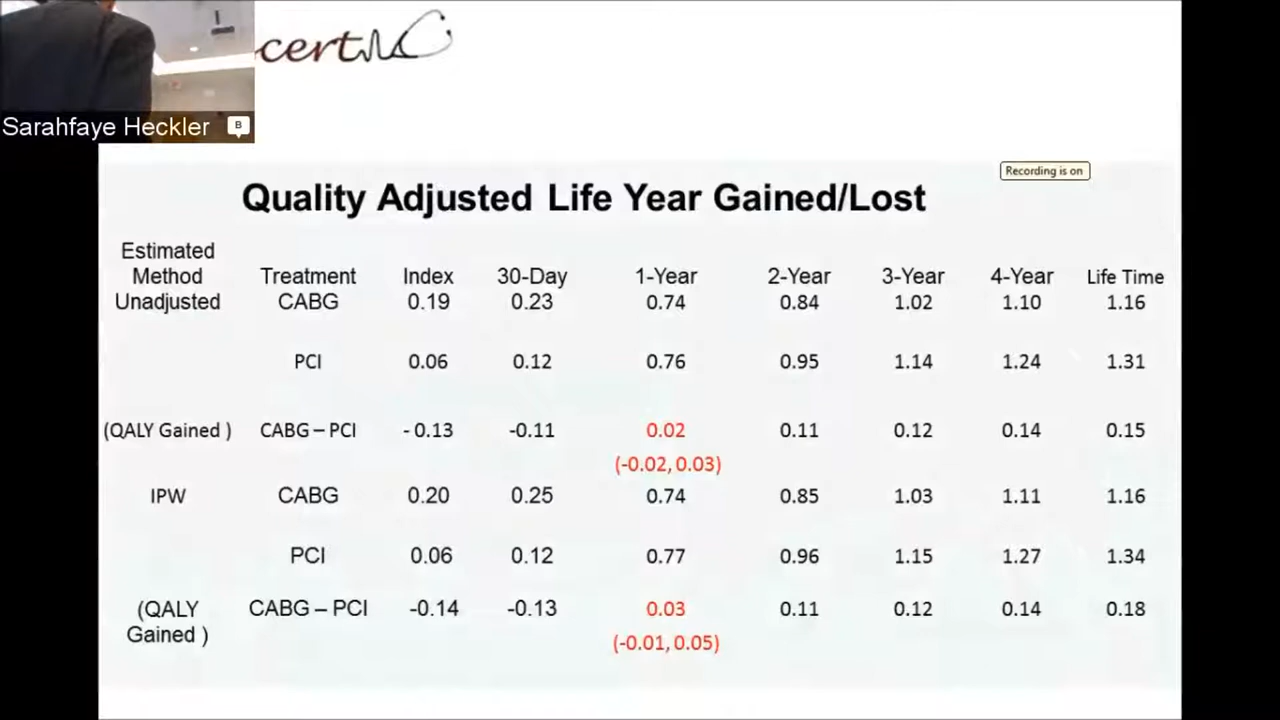 cert
Sarahfaye Heckler
B
Recording is on
Quality Adjusted Life Year Gained/Lost
Estimated Method Treatment Index 30-Day 1-Year 2-Year 3-Year 4-Year Life Time
Unadjusted CABG 0.19 0.23 0.74 0.84 1.02 1.10 1.16
PCI 0.06 0.12 0.76 0.95 1.14 1.24 1.31
(QALY Gained ) CABG – PCI - 0.13 -0.11 0.02 0.11 0.12 0.14 0.15
(-0.02, 0.03)
IPW CABG 0.20 0.25 0.74 0.85 1.03 1.11 1.16
PCI 0.06 0.12 0.77 0.96 1.15 1.27 1.34
(QALY CABG – PCI -0.14 -0.13 0.03 0.11 0.12 0.14 0.18
Gained ) (-0.01, 0.05)